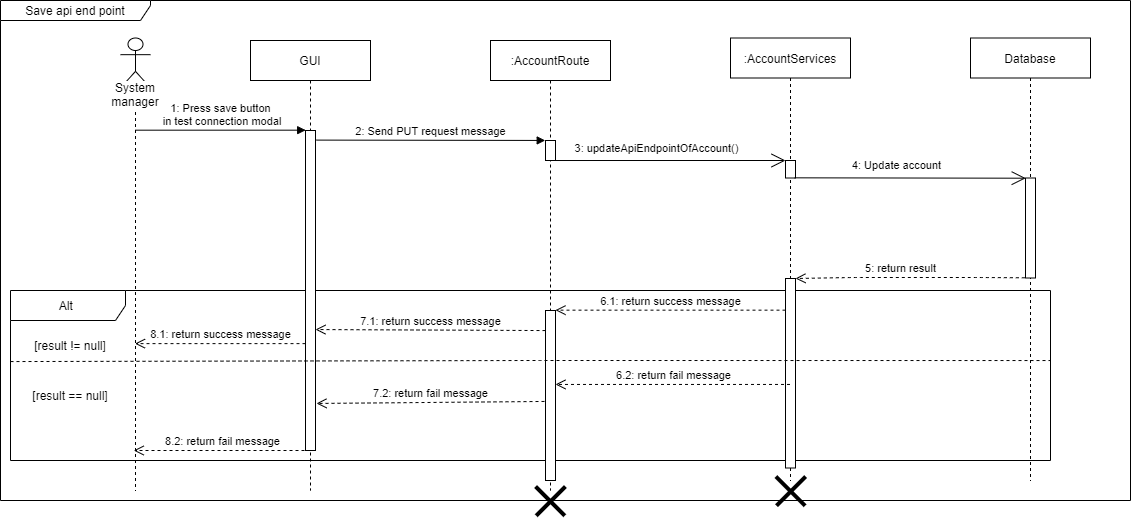 Save api end point
GUI
:AccountRoute
:AccountServices
Database
System
manager
1: Press save button
in test connection modal
2: Send PUT request message
3: updateApiEndpointOfAccount()
4: Update account
5: return result
Alt
6.1: return success message
7.1: return success message
8.1: return success message
[result != null]
6.2: return fail message
7.2: return fail message
[result == null]
8.2: return fail message